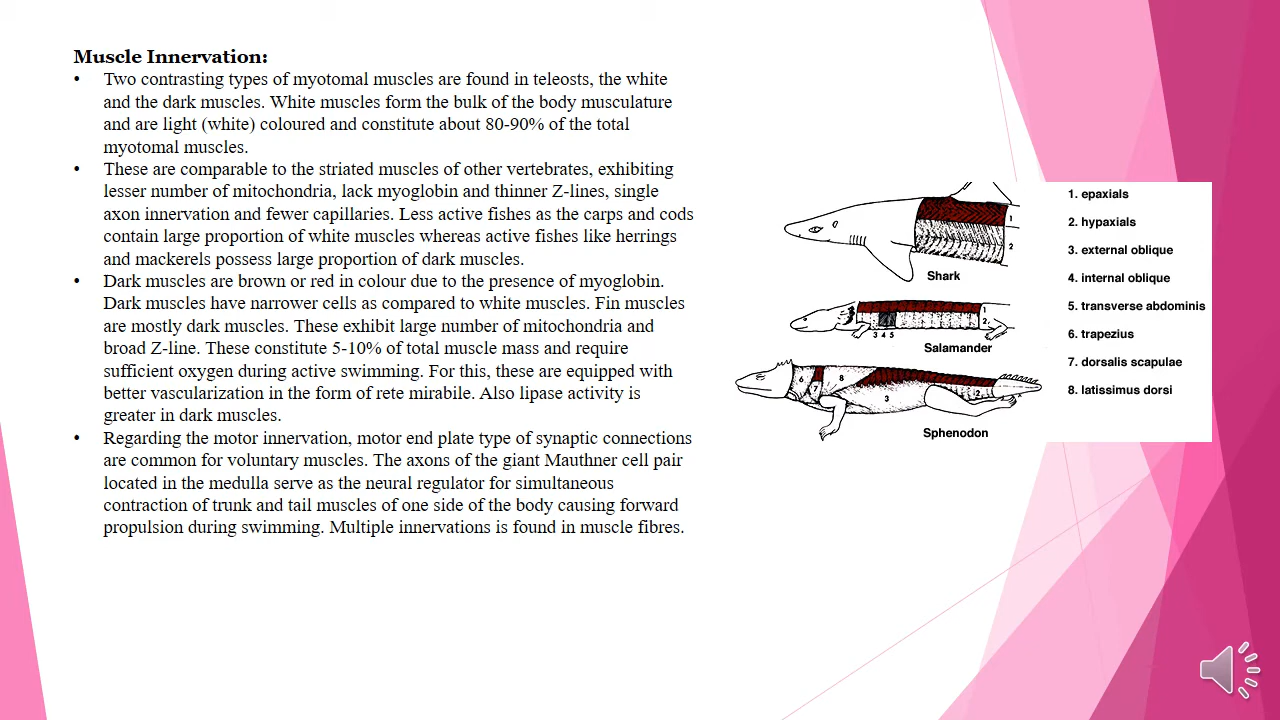 Muscle Innervation:
• Two contrasting types of myotomal muscles are found in teleosts, the white
and the dark muscles. White muscles form the bulk of the body musculature
and are light (white) coloured and constitute about 80-90% of the total
myotomal muscles.
• These are comparable to the striated muscles of other vertebrates, exhibiting
lesser number of mitochondria, lack myoglobin and thinner Z-lines, single
axon innervation and fewer capillaries. Less active fishes as the carps and cods
contain large proportion of white muscles whereas active fishes like herrings
and mackerels possess large proportion of dark muscles.
• Dark muscles are brown or red in colour due to the presence of myoglobin.
Dark muscles have narrower cells as compared to white muscles. Fin muscles
are mostly dark muscles. These exhibit large number of mitochondria and
broad Z-line. These constitute 5-10% of total muscle mass and require
sufficient oxygen during active swimming. For this, these are equipped with
better vascularization in the form of rete mirabile. Also lipase activity is
greater in dark muscles.
• Regarding the motor innervation, motor end plate type of synaptic connections
are common for voluntary muscles. The axons of the giant Mauthner cell pair
located in the medulla serve as the neural regulator for simultaneous
contraction of trunk and tail muscles of one side of the body causing forward
propulsion during swimming. Multiple innervations is found in muscle fibres.
1
2
Shark
1
2
3 4 5
Salamander
6
7
8
3
2
Sphenodon
1. epaxials
2. hypaxials
3. external oblique
4. internal oblique
5. transverse abdominis
6. trapezius
7. dorsalis scapulae
8. latissimus dorsi